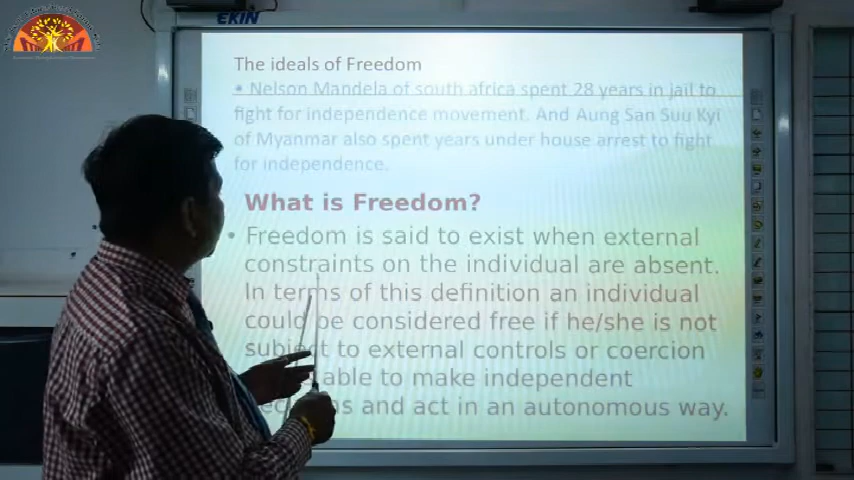 EKIN
The ideals of Freedom
• Nelson Mandela of south africa spent 28 years in jail to
fight for independence movement. And Aung San Suu Kyi
of Myanmar also spent years under house arrest to fight
for independence.
What is Freedom?
• Freedom is said to exist when external
constraints on the individual are absent.
In terms of this definition an individual
could be considered free if he/she is not
subject to external controls or coercion
able to make independent
and act in an autonomous way.